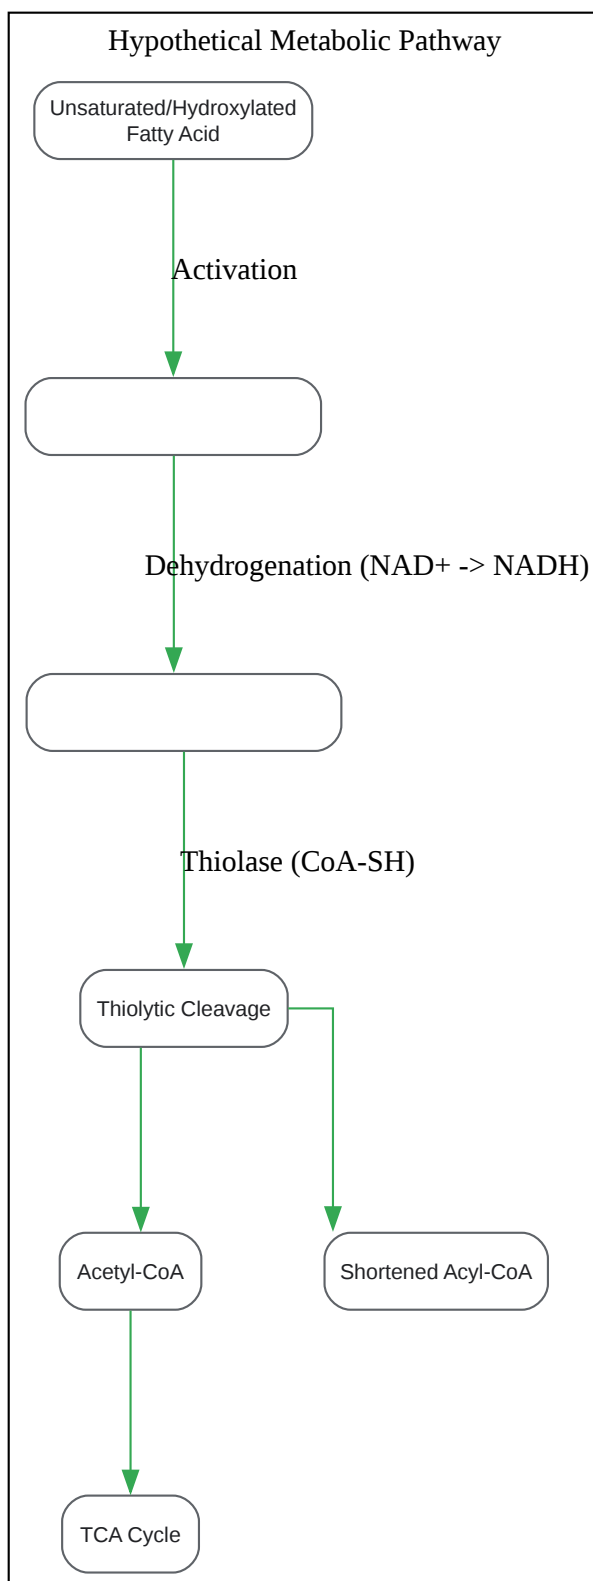 Hypothetical Metabolic Pathway
Unsaturated/Hydroxylated
Fatty Acid
Activation
Dehydrogenation (NAD+ -> NADH)
Thiolase (CoA-SH)
Thiolytic Cleavage
Acetyl-CoA
Shortened Acyl-CoA
TCA Cycle